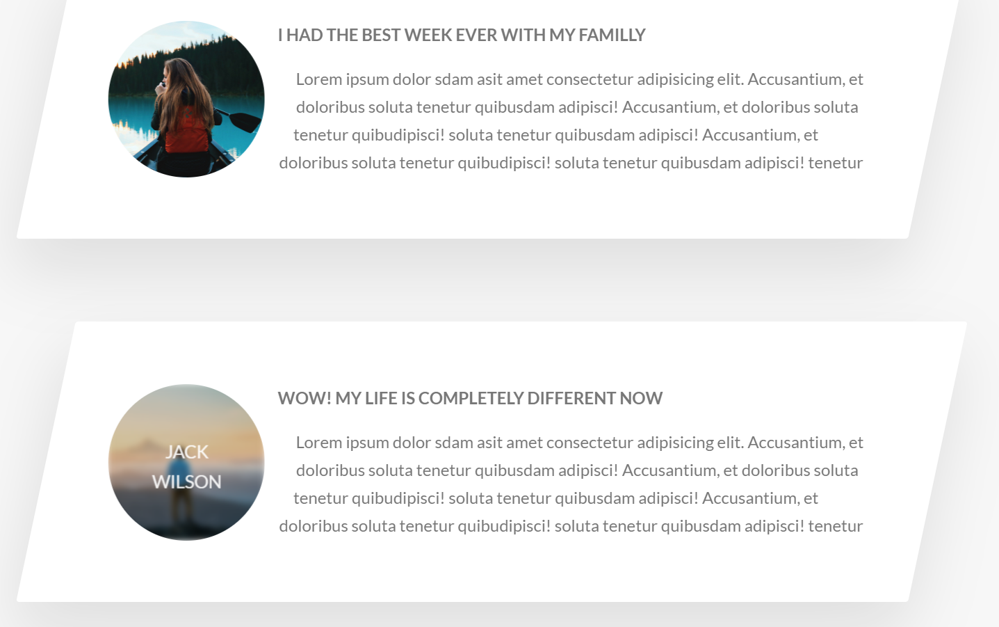 I HAD THE BEST WEEK EVER WITH MY FAMILLY
Lorem ipsum dolor sdam asit amet consectetur adipisicing elit. Accusantium, et
doloribus soluta tenetur quibusdam adipisci! Accusantium, et doloribus soluta
tenetur quibudipisci! soluta tenetur quibusdam adipisci! Accusantium, et
doloribus soluta tenetur quibudipisci! soluta tenetur quibusdam adipisci! tenetur
WOW! MY LIFE IS COMPLETELY DIFFERENT NOW
JACK
WILSON
Lorem ipsum dolor sdam asit amet consectetur adipisicing elit. Accusantium, et
doloribus soluta tenetur quibusdam adipisci! Accusantium, et doloribus soluta
tenetur quibudipisci! soluta tenetur quibusdam adipisci! Accusantium, et
doloribus soluta tenetur quibudipisci! soluta tenetur quibusdam adipisci! tenetur